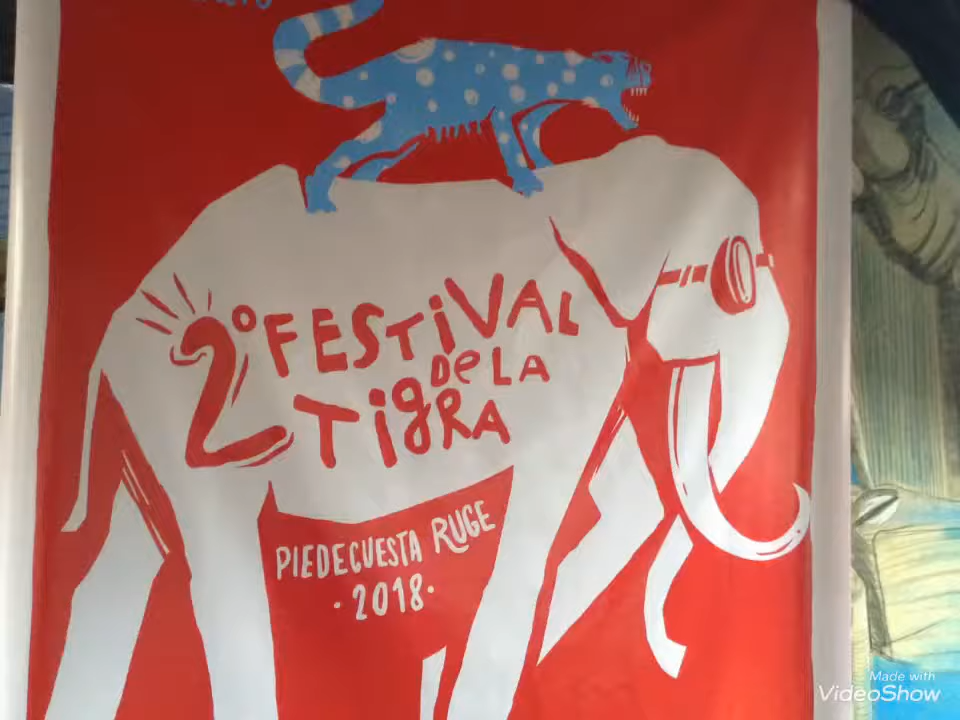 2º FESTIVAL
DE LA
TIGRA
PIEDECUESTA RUGE
· 2018 ·
Made with
VideoShow